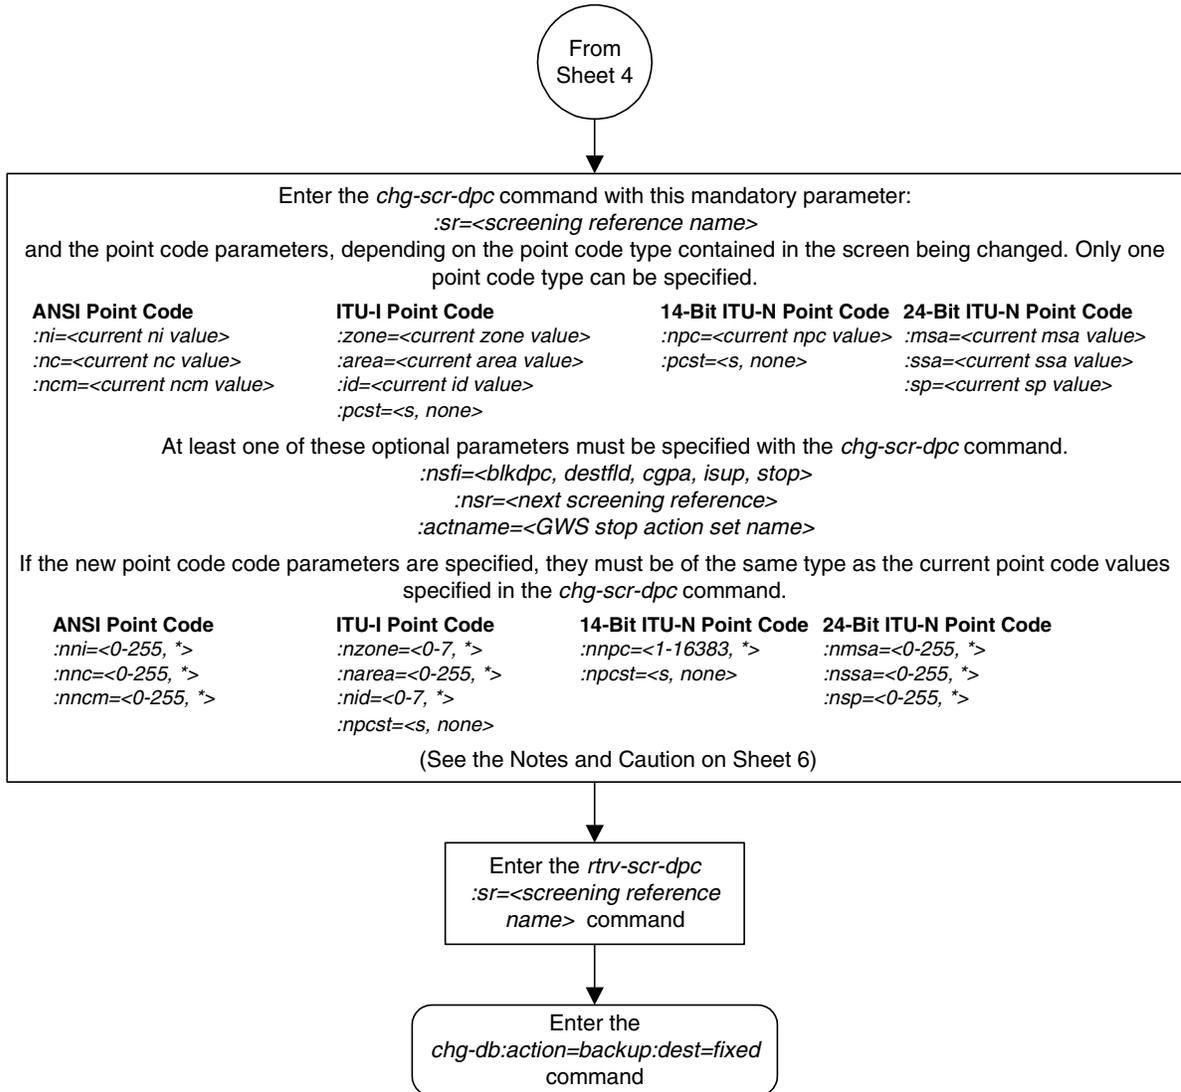 From
Sheet 4
Enter the chg-scr-dpc command with this mandatory parameter:
:sr=<screening reference name>
and the point code parameters, depending on the point code type contained in the screen being changed. Only one
point code type can be specified.
ANSI Point Code
:ni=<current ni value>
:nc=<current nc value>
:ncm=<current ncm value>
ITU-I Point Code
:zone=<current zone value>
:area=<current area value>
:id=<current id value>
:pcst=<s, none>
14-Bit ITU-N Point Code
:npc=<current npc value>
:pcst=<s, none>
24-Bit ITU-N Point Code
:msa=<current msa value>
:ssa=<current ssa value>
:sp=<current sp value>
At least one of these optional parameters must be specified with the chg-scr-dpc command.
:nsfi=<blkdpc, destfld, cgpa, isup, stop>
:nsr=<next screening reference>
:actname=<GWS stop action set name>
If the new point code code parameters are specified, they must be of the same type as the current point code values
specified in the chg-scr-dpc command.
ANSI Point Code
:nni=<0-255, *>
:nnc=<0-255, *>
:nncm=<0-255, *>
ITU-I Point Code
:nzone=<0-7, *>
:narea=<0-255, *>
:nid=<0-7, *>
:npcst=<s, none>
14-Bit ITU-N Point Code
:nnpc=<1-16383, *>
:npcst=<s, none>
24-Bit ITU-N Point Code
:nmsa=<0-255, *>
:nssa=<0-255, *>
:nsp=<0-255, *>
(See the Notes and Caution on Sheet 6)
Enter the rtrv-scr-dpc
:sr=<screening reference
name> command
Enter the
chg-db:action=backup:dest=fixed
command